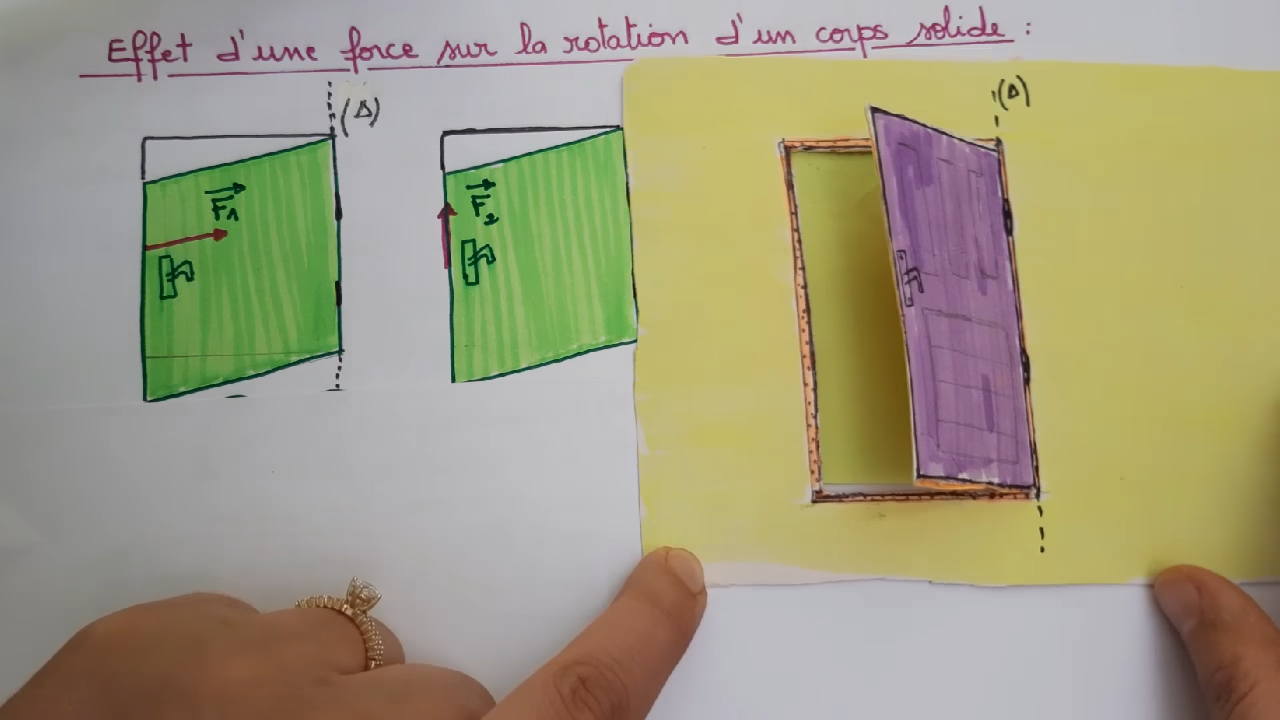 Effet d'une force sur la rotation d'un corps solide :
(Δ)
F₁
F₂
(Δ)